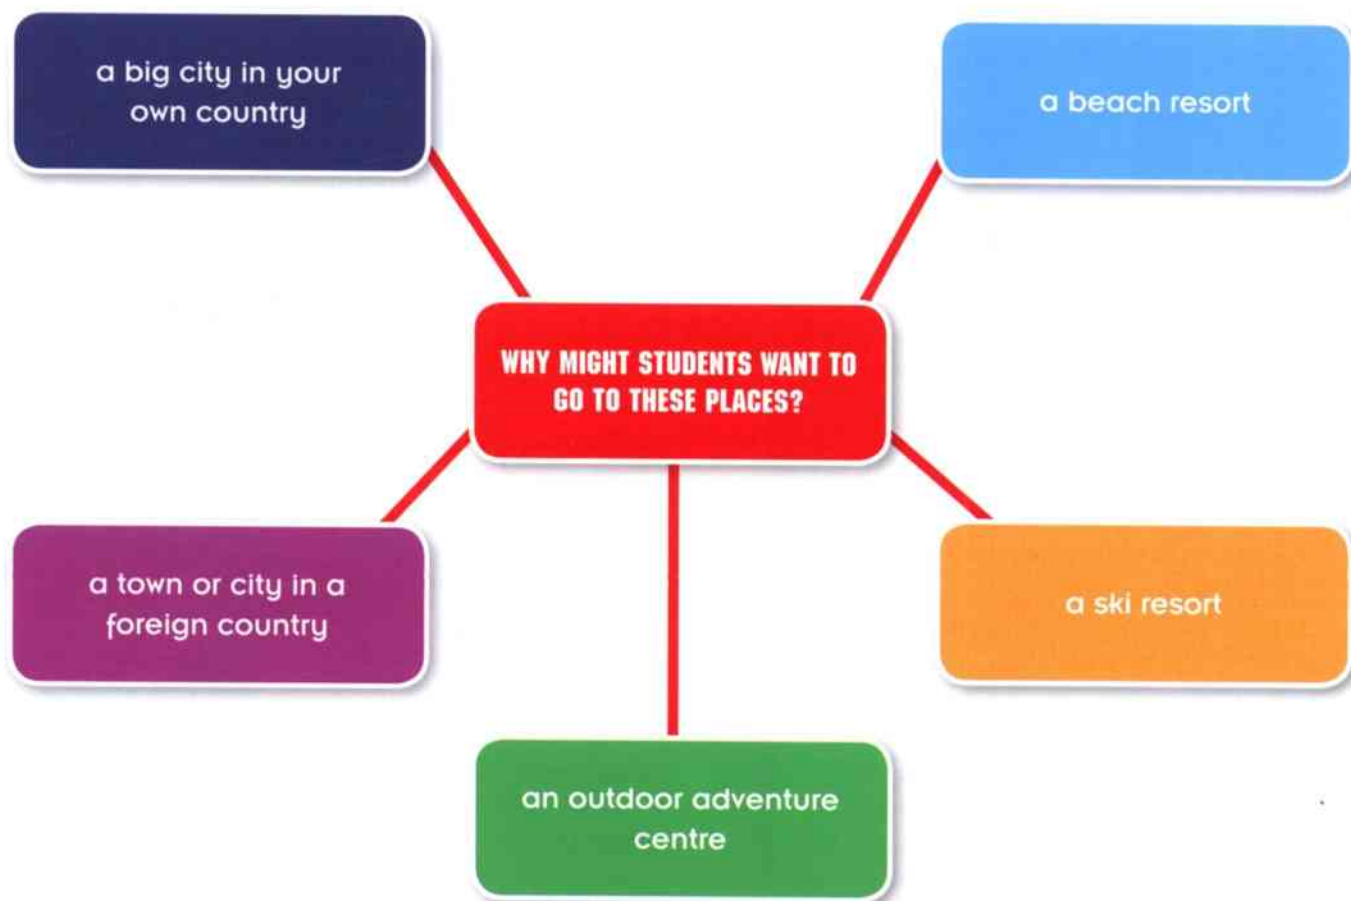 a big city in your
own country
a beach resort
WHY MIGHT STUDENTS WANT TO
GO TO THESE PLACES?
a town or city in a
foreign country
a ski resort
an outdoor adventure
centre